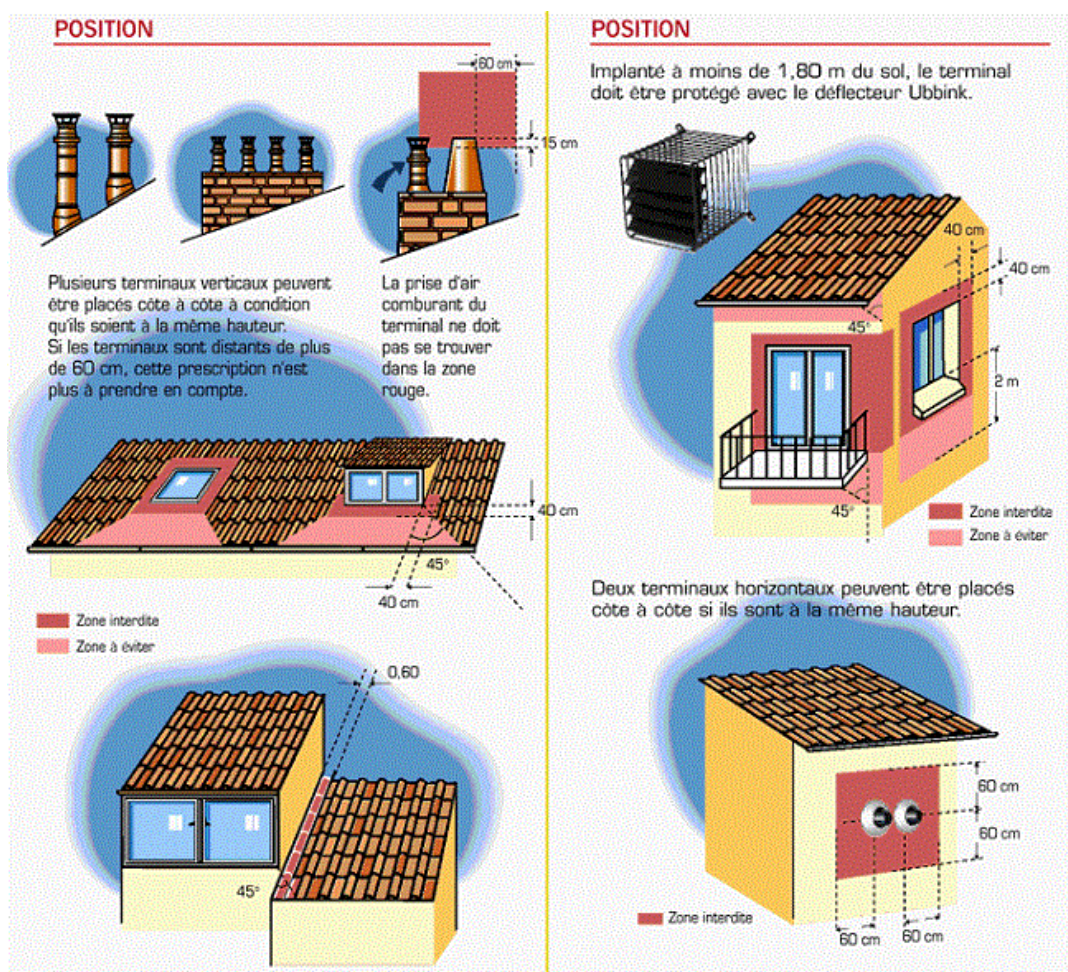 POSITION
60 cm
15 cm
Plusieurs terminaux verticaux peuvent
être placés côte à côte à condition
qu'ils soient à la même hauteur.
Si les terminaux sont distants de plus
de 60 cm, cette prescription n'est
plus à prendre en compte.
La prise d'air
comburant du
terminal ne doit
pas se trouver
dans la zone
rouge.
40 cm
45°
40 cm
Zone interdite
Zone à éviter
0,60
45°
POSITION
Implanté à moins de 1,80 m du sol, le terminal
doit être protégé avec le déflecteur Ubbink.
40 cm
40 cm
45°
2 m
45°
Zone interdite
Zone à éviter
Deux terminaux horizontaux peuvent être placés
côte à côte si ils sont à la même hauteur.
60 cm
60 cm
Zone interdite
60 cm
60 cm